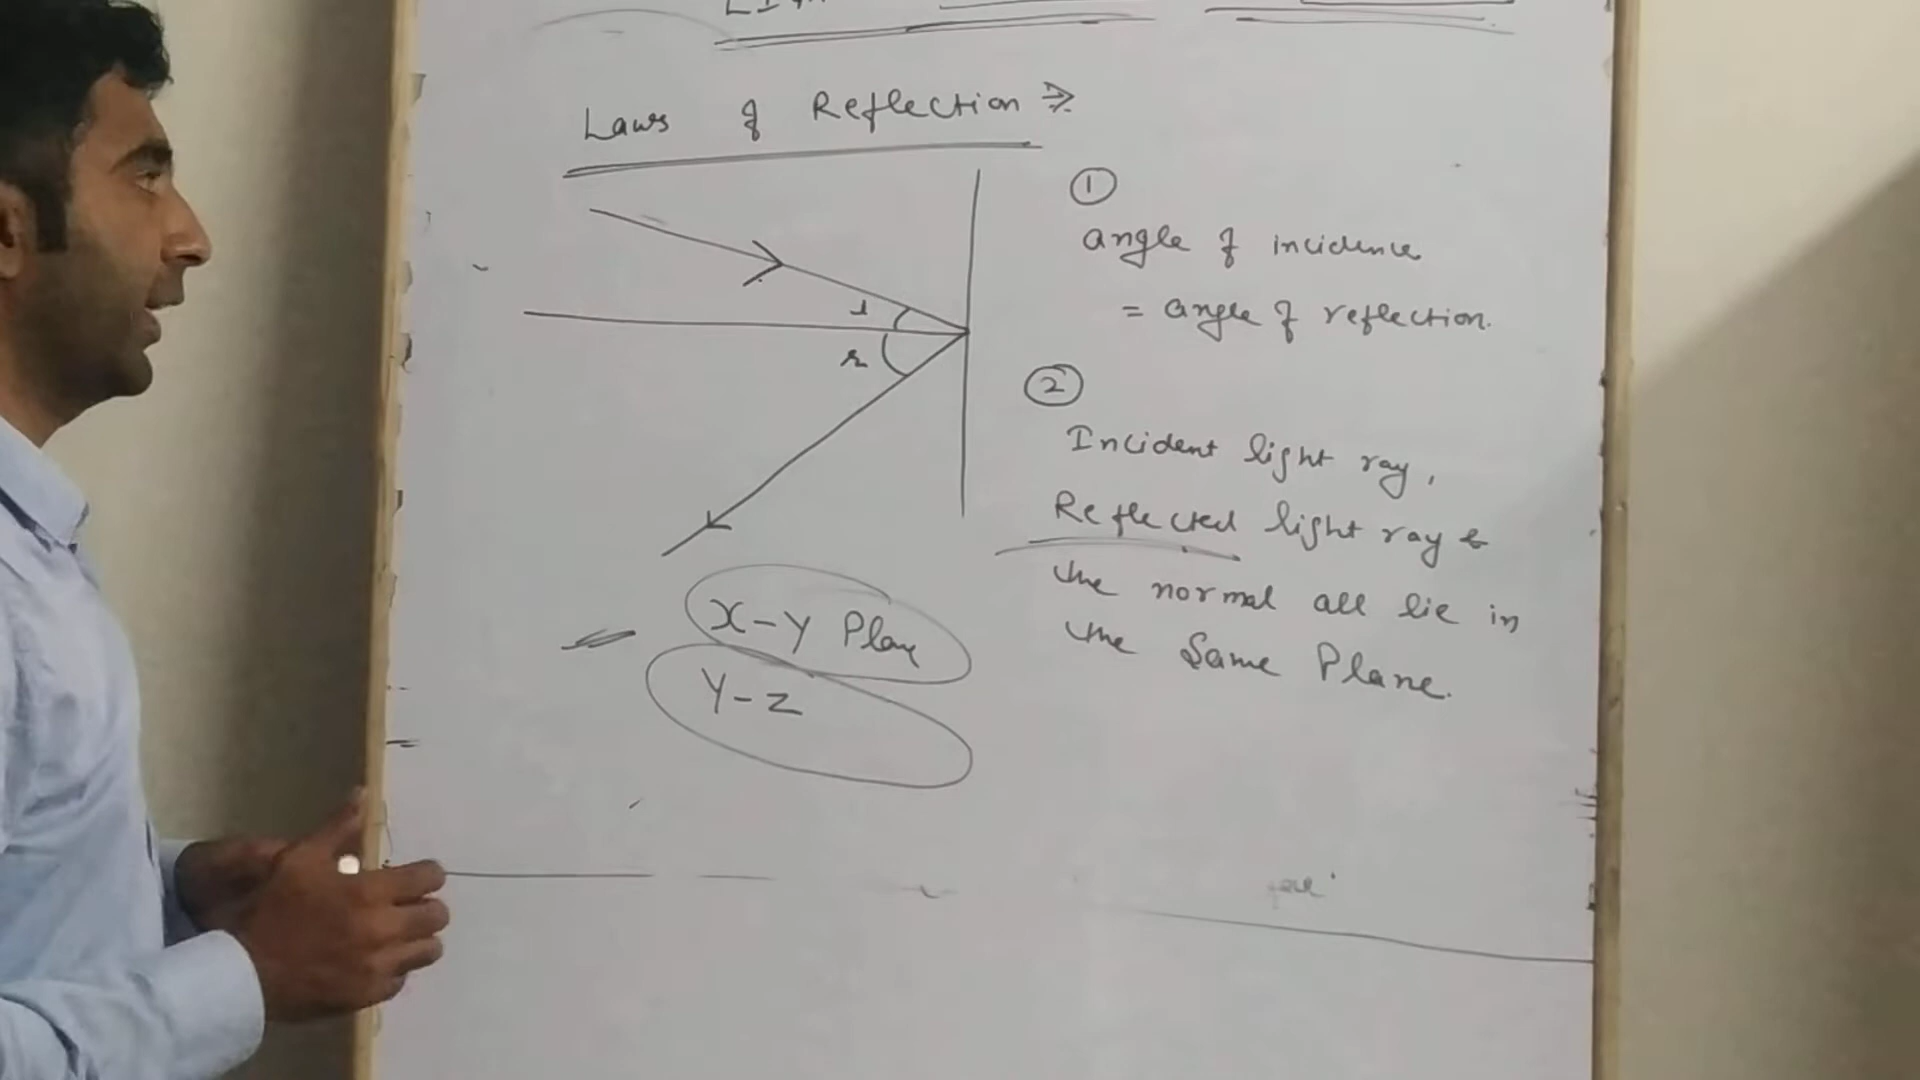 Laws of Reflection ⇒
①
angle of incidence
= angle of reflection.
i
r
②
Incident light ray,
Reflected light ray &
the normal all lie in
the Same Plane.
X-Y Plane
Y-Z